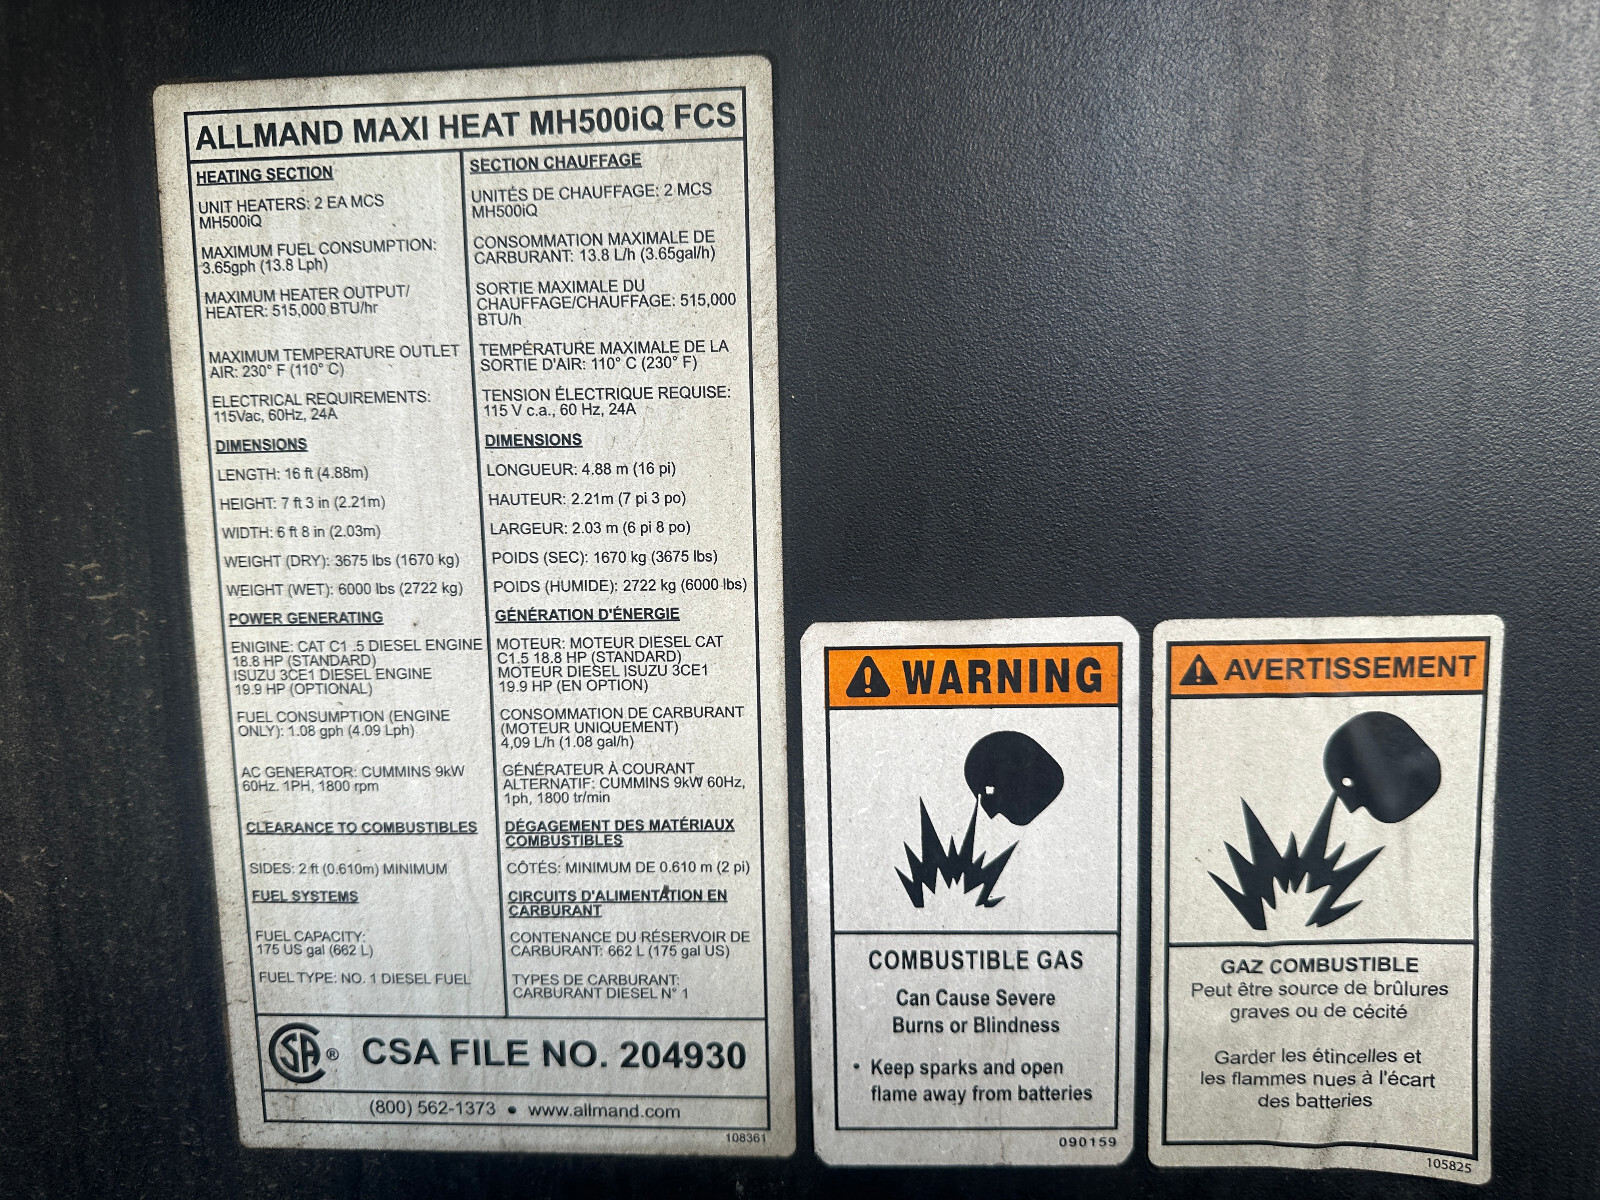 ALLMAND MAXI HEAT MH500iQ FCS
HEATING SECTION
UNIT HEATERS: 2 EA MCS
MH500iQ
MAXIMUM FUEL CONSUMPTION:
3.65gph (13.8 Lph)
MAXIMUM HEATER OUTPUT/
HEATER: 515,000 BTU/hr
MAXIMUM TEMPERATURE OUTLET
AIR: 230° F (110° C)
ELECTRICAL REQUIREMENTS:
115Vac, 60Hz, 24A
DIMENSIONS
LENGTH: 16 ft (4.88m)
HEIGHT: 7 ft 3 in (2.21m)
WIDTH: 6 ft 8 in (2.03m)
WEIGHT (DRY): 3675 lbs (1670 kg)
WEIGHT (WET): 6000 lbs (2722 kg)
POWER GENERATING
ENGINE: CAT C1 .5 DIESEL ENGINE
18.8 HP (STANDARD)
ISUZU 3CE1 DIESEL ENGINE
19.9 HP (OPTIONAL)
FUEL CONSUMPTION (ENGINE
ONLY): 1.08 gph (4.09 Lph)
AC GENERATOR: CUMMINS 9kW
60Hz. 1PH, 1800 rpm
CLEARANCE TO COMBUSTIBLES
SIDES: 2 ft (0.610m) MINIMUM
FUEL SYSTEMS
FUEL CAPACITY:
175 US gal (662 L)
FUEL TYPE: NO. 1 DIESEL FUEL
SECTION CHAUFFAGE
UNITÉS DE CHAUFFAGE: 2 MCS
MH500iQ
CONSOMMATION MAXIMALE DE
CARBURANT: 13.8 L/h (3.65gal/h)
SORTIE MAXIMALE DU
CHAUFFAGE/CHAUFFAGE: 515,000
BTU/h
TEMPÉRATURE MAXIMALE DE LA
SORTIE D'AIR: 110° C (230° F)
TENSION ÉLECTRIQUE REQUISE:
115 V c.a., 60 Hz, 24A
DIMENSIONS
LONGUEUR: 4.88 m (16 pi)
HAUTEUR: 2.21m (7 pi 3 po)
LARGEUR: 2.03 m (6 pi 8 po)
POIDS (SEC): 1670 kg (3675 lbs)
POIDS (HUMIDE): 2722 kg (6000 lbs)
GÉNÉRATION D'ÉNERGIE
MOTEUR: MOTEUR DIESEL CAT
C1.5 18.8 HP (STANDARD)
MOTEUR DIESEL ISUZU 3CE1
19.9 HP (EN OPTION)
CONSOMMATION DE CARBURANT
(MOTEUR UNIQUEMENT)
4,09 L/h (1.08 gal/h)
GÉNÉRATEUR À COURANT
ALTERNATIF: CUMMINS 9kW 60Hz,
1ph, 1800 tr/min
DÉGAGEMENT DES MATÉRIAUX
COMBUSTIBLES
CÔTÉS: MINIMUM DE 0.610 m (2 pi)
CIRCUITS D'ALIMENTATION EN
CARBURANT
CONTENANCE DU RÉSERVOIR DE
CARBURANT: 662 L (175 gal US)
TYPES DE CARBURANT:
CARBURANT DIESEL N° 1
SA ® CSA FILE NO. 204930
(800) 562-1373 • www.allmand.com
108361
WARNING
COMBUSTIBLE GAS
Can Cause Severe
Burns or Blindness
• Keep sparks and open
flame away from batteries
090159
AVERTISSEMENT
GAZ COMBUSTIBLE
Peut être source de brûlures
graves ou de cécité
Garder les étincelles et
les flammes nues à l'écart
des batteries
105825